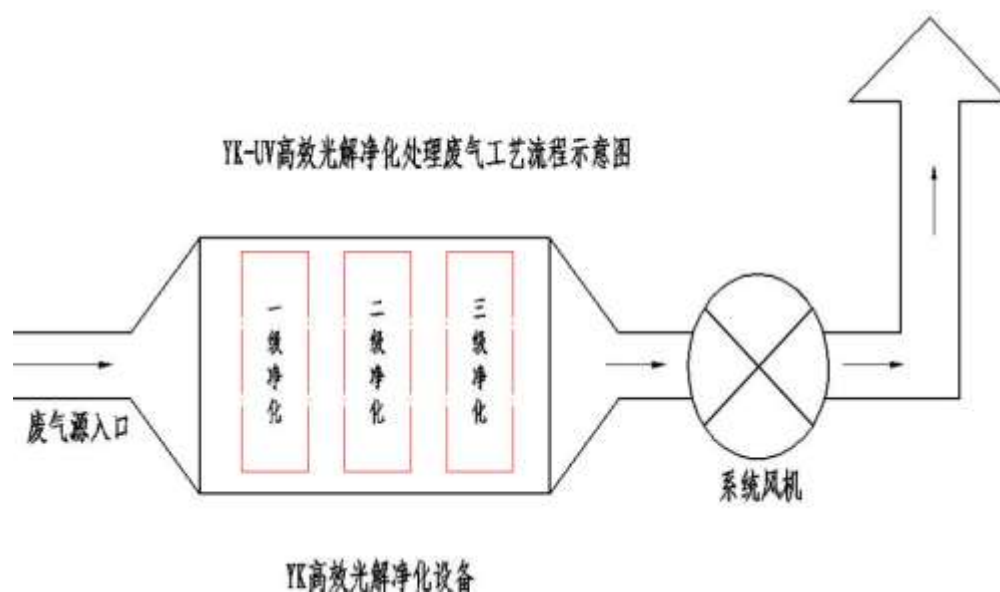 YK-UV高效光解净化处理废气工艺流程示意图
一级净化
二级净化
三级净化
废气源入口
系统风机
YK高效光解净化设备